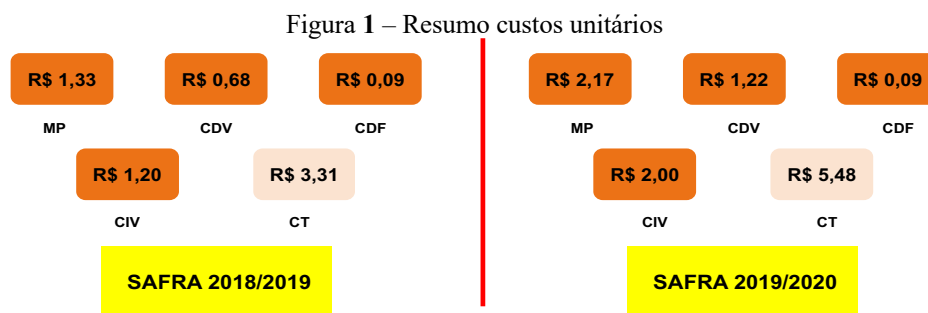 Figura 1 – Resumo custos unitários
R$ 1,33 R$ 0,68 R$ 0,09
MP CDV CDF
R$ 1,20 R$ 3,31
CIV CT
SAFRA 2018/2019
R$ 2,17 R$ 1,22 R$ 0,09
MP CDV CDF
R$ 2,00 R$ 5,48
CIV CT
SAFRA 2019/2020